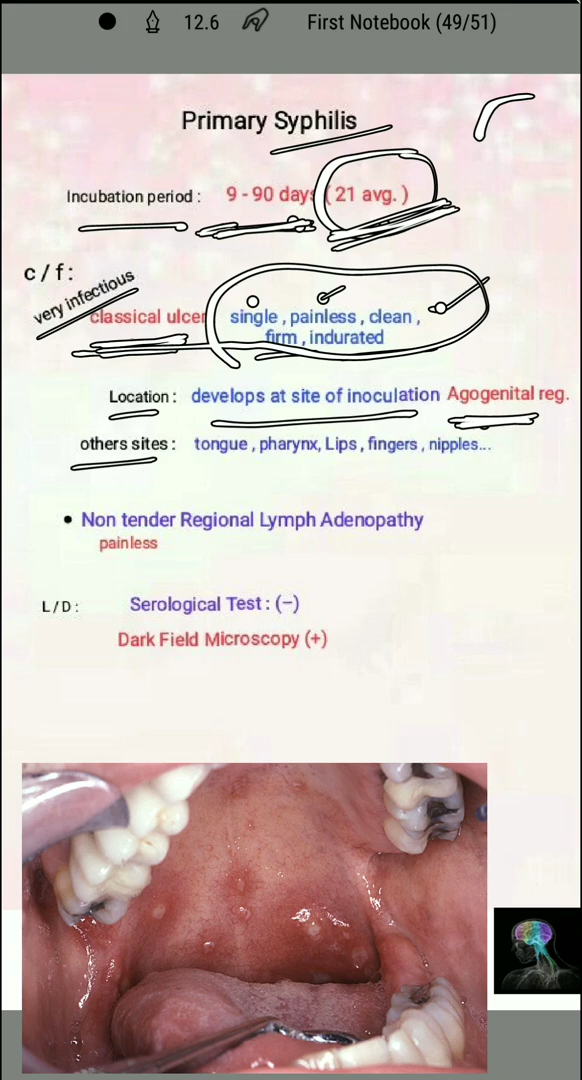 12.6 First Notebook (49/51)
Primary Syphilis
Incubation period : 9 - 90 days ( 21 avg. )
c / f :
very infectious
classical ulcer single , painless , clean ,
firm , indurated
Location : develops at site of inoculation Agogenital reg.
others sites : tongue , pharynx, Lips , fingers , nipples...
• Non tender Regional Lymph Adenopathy
painless
L / D : Serological Test : (−)
Dark Field Microscopy (+)